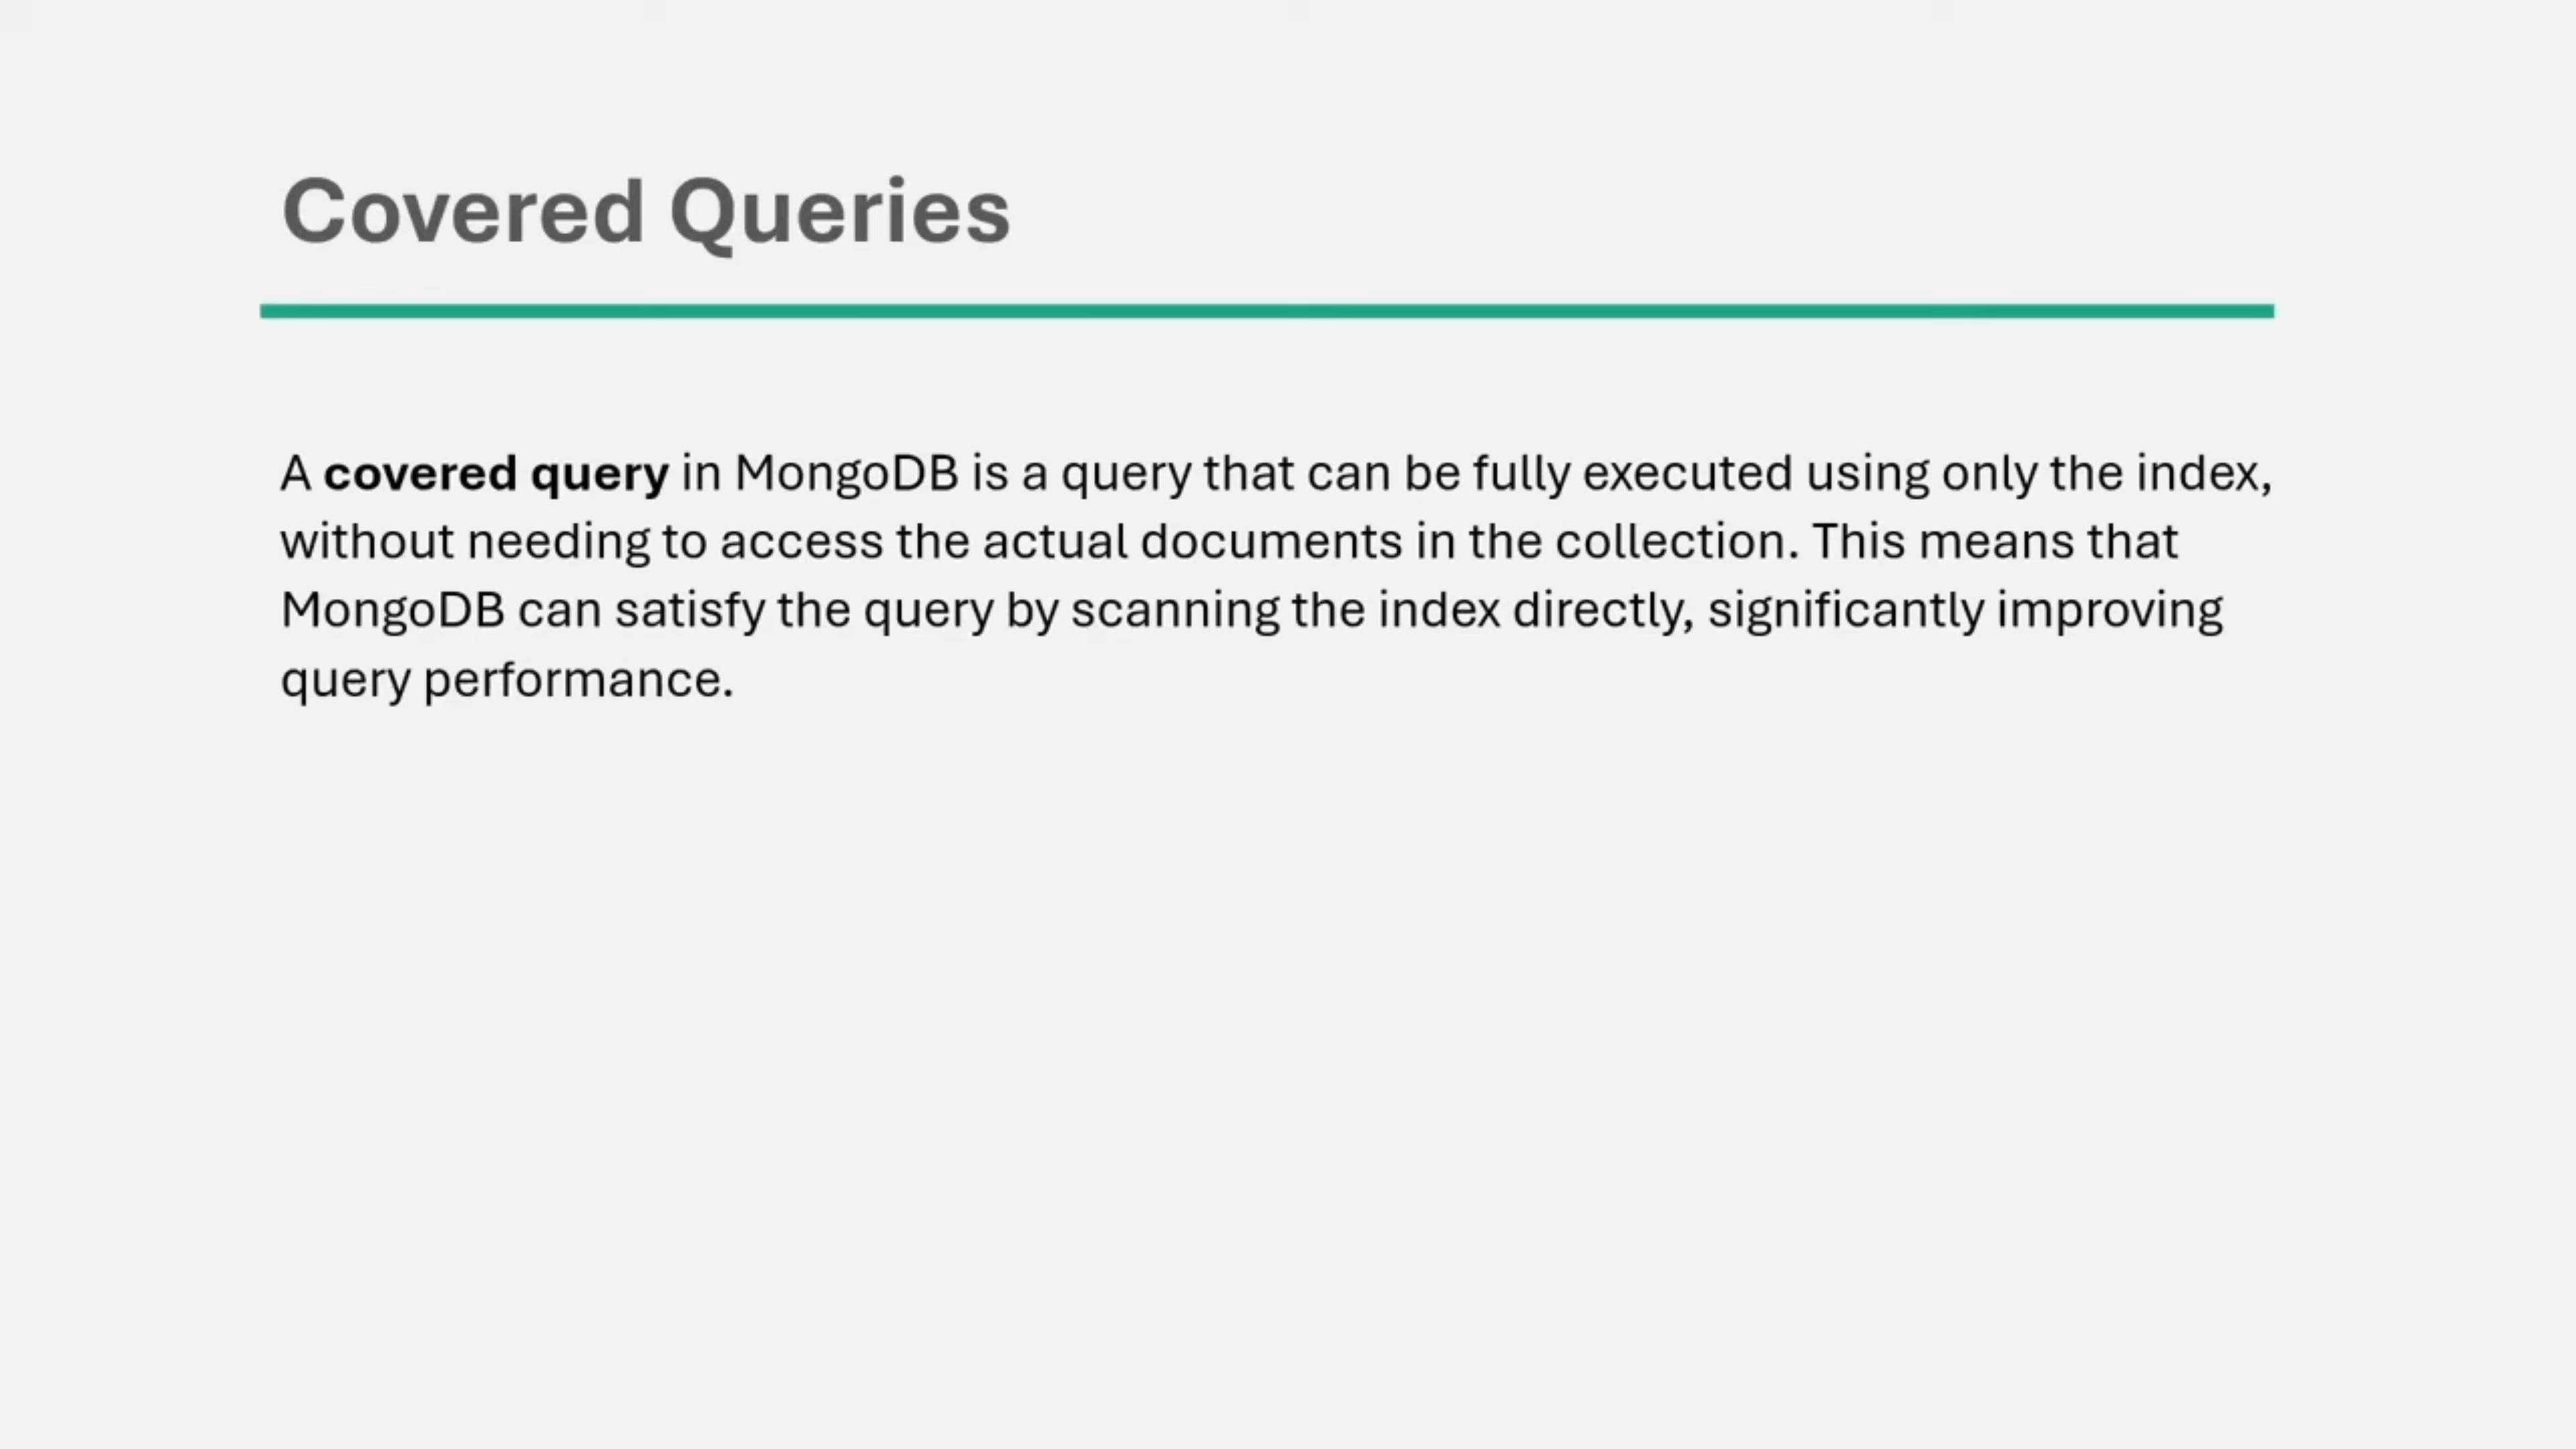 Covered Queries
A covered query in MongoDB is a query that can be fully executed using only the index,
without needing to access the actual documents in the collection. This means that
MongoDB can satisfy the query by scanning the index directly, significantly improving
query performance.